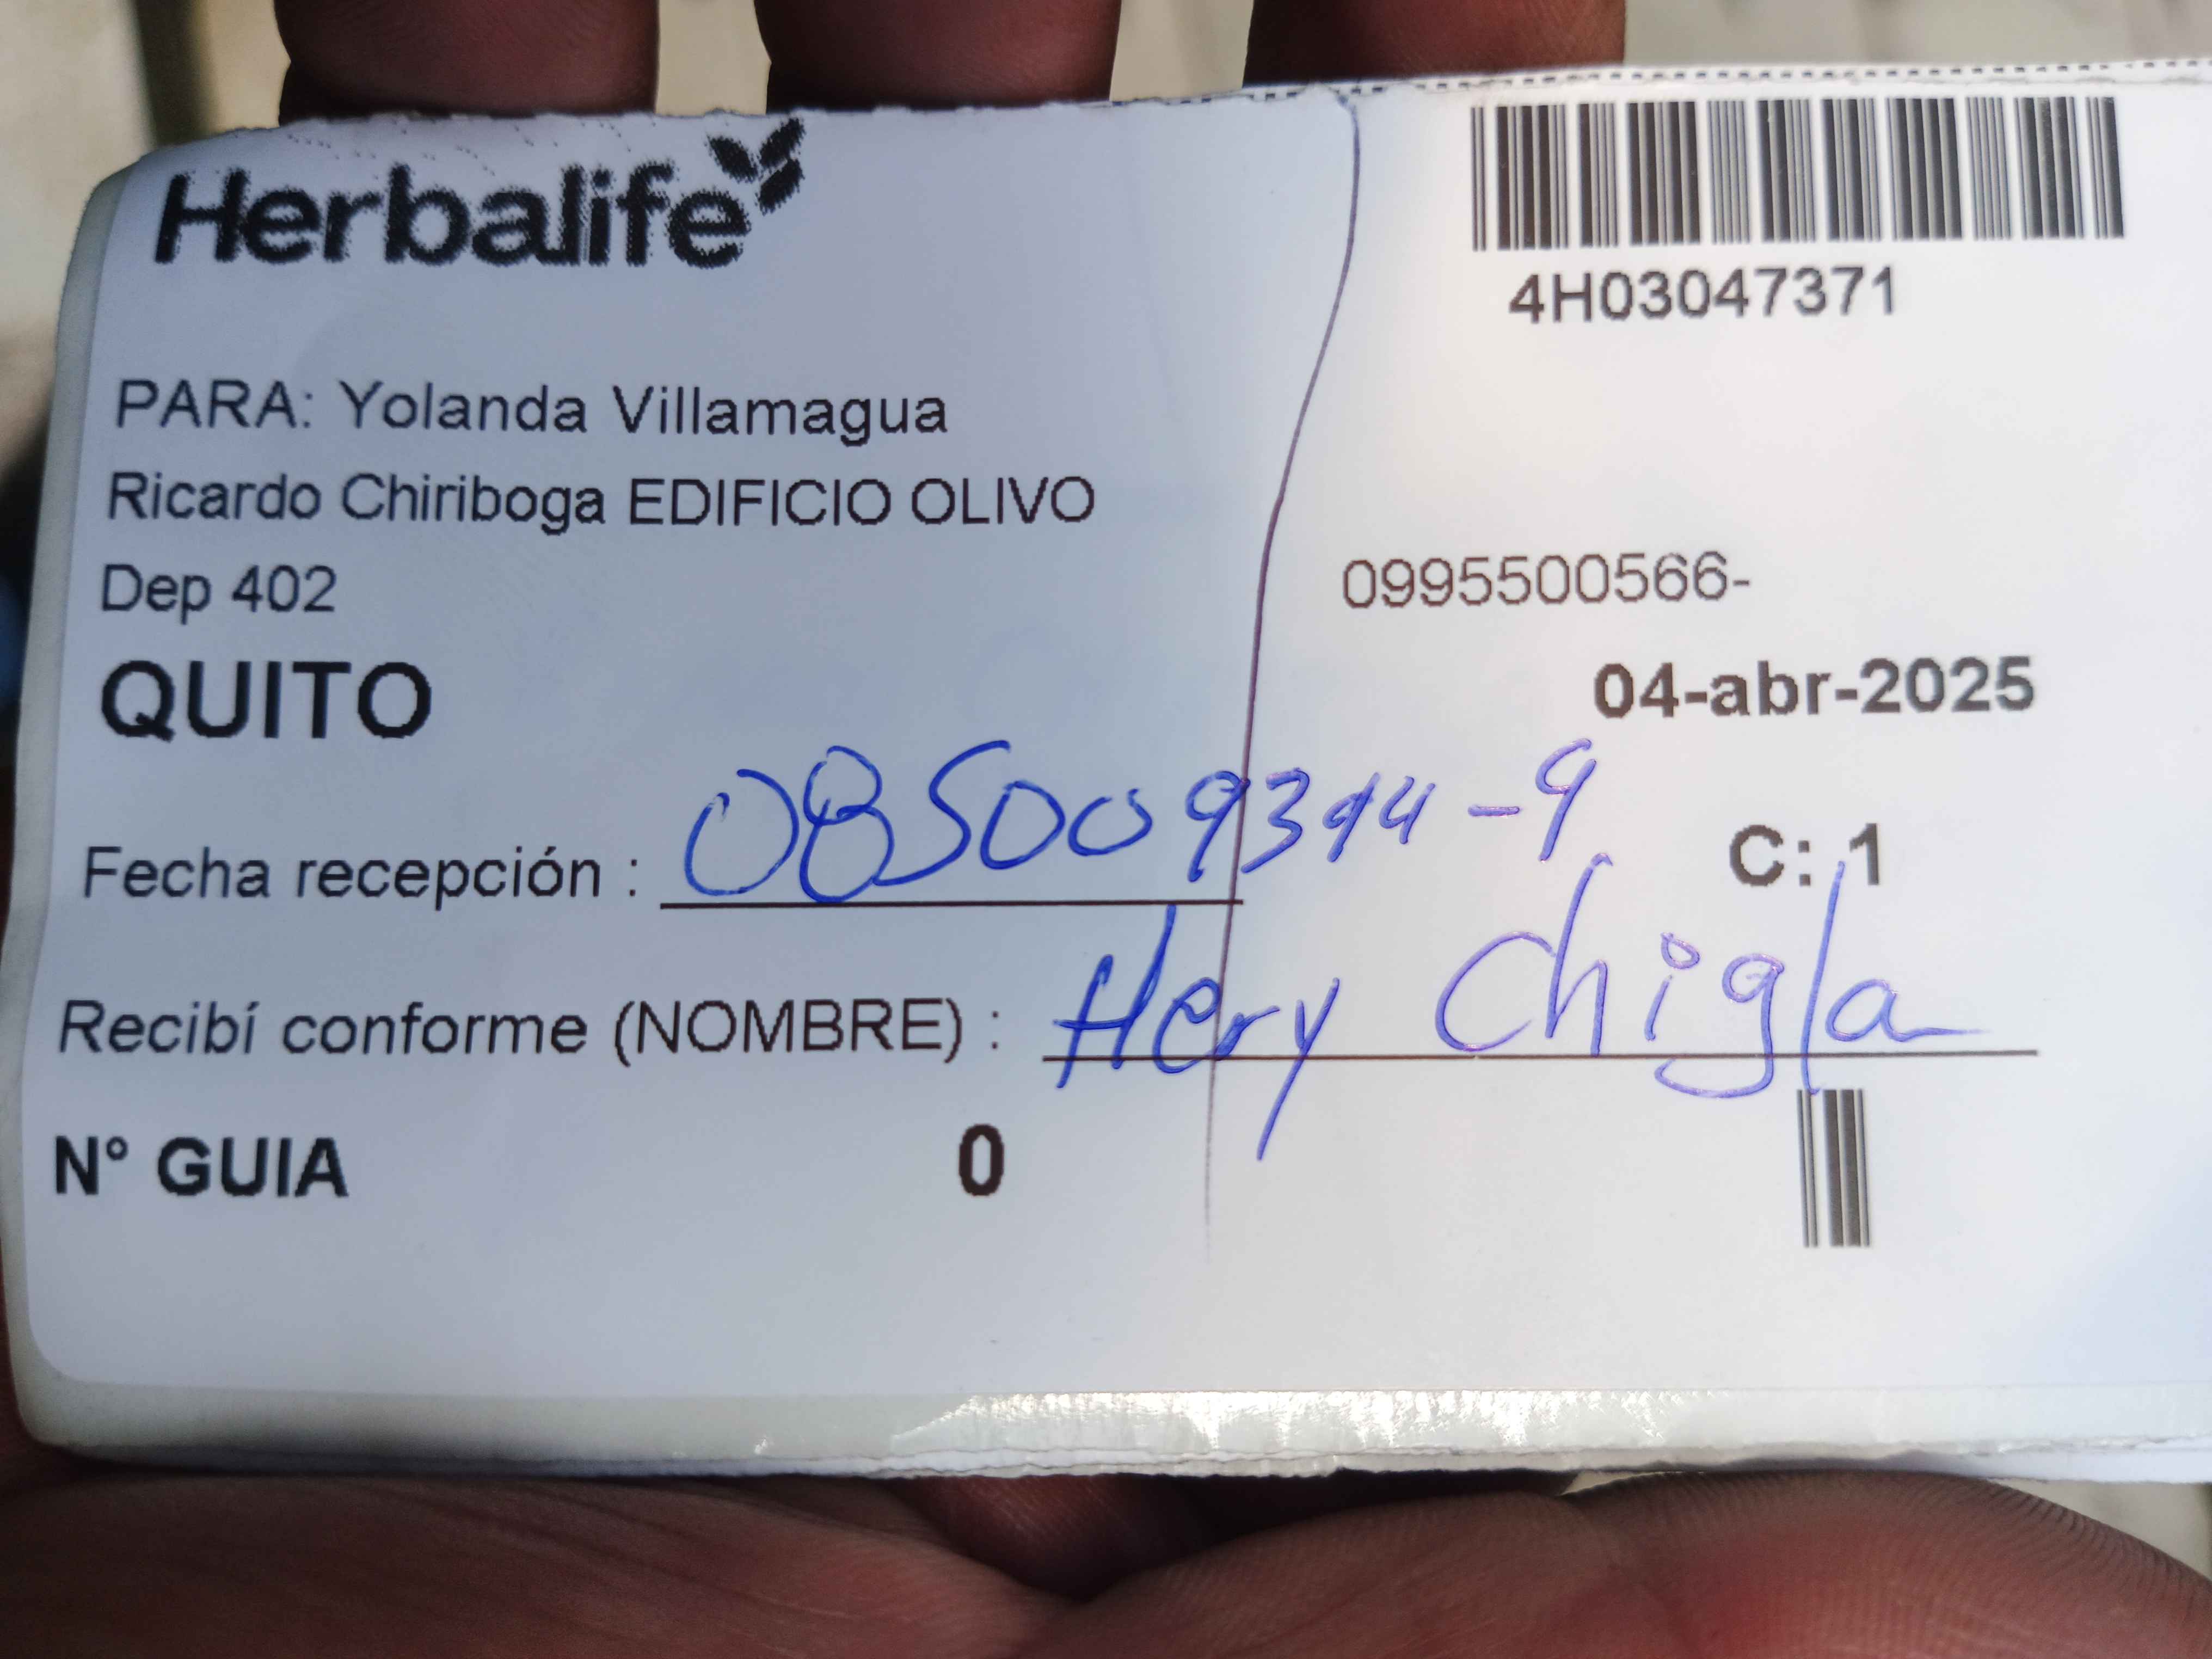 Herbalife
4H03047371
PARA: Yolanda Villamagua
Ricardo Chiriboga EDIFICIO OLIVO
Dep 402
0995500566-
QUITO
04-abr-2025
Fecha recepción : 085009394-9
C: 1
Recibí conforme (NOMBRE) : Hery Chigla
N° GUIA 0